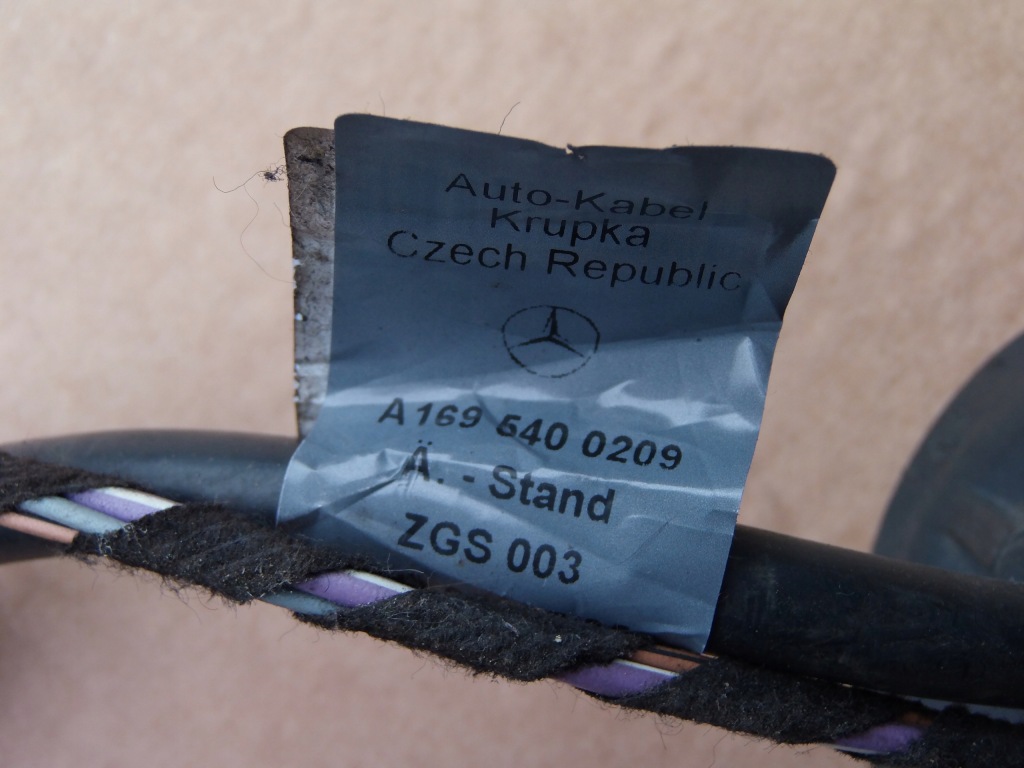 Auto-Kabel
Krupka
Czech Republic
A 169 540 0209
Ä. - Stand
ZGS 003